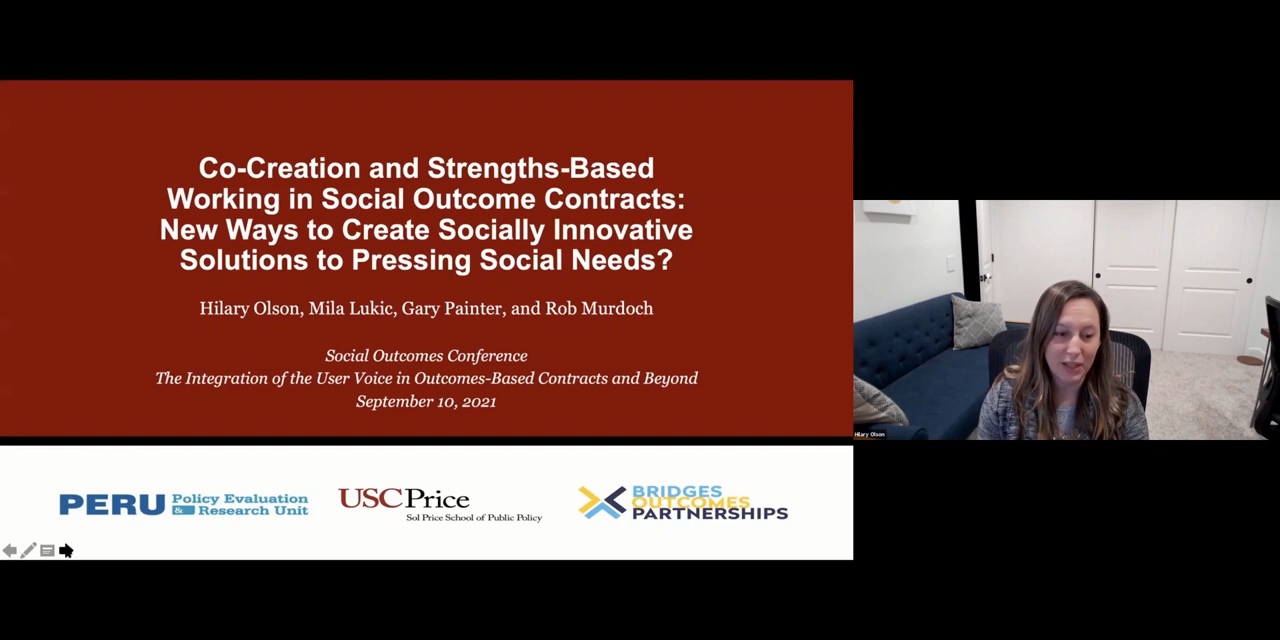 Co-Creation and Strengths-Based
Working in Social Outcome Contracts:
New Ways to Create Socially Innovative
Solutions to Pressing Social Needs?
Hilary Olson, Mila Lukic, Gary Painter, and Rob Murdoch
Social Outcomes Conference
The Integration of the User Voice in Outcomes-Based Contracts and Beyond
September 10, 2021
PERU Policy Evaluation
& Research Unit
USC Price
Sol Price School of Public Policy
BRIDGES
OUTCOMES
PARTNERSHIPS
Hilary Olson